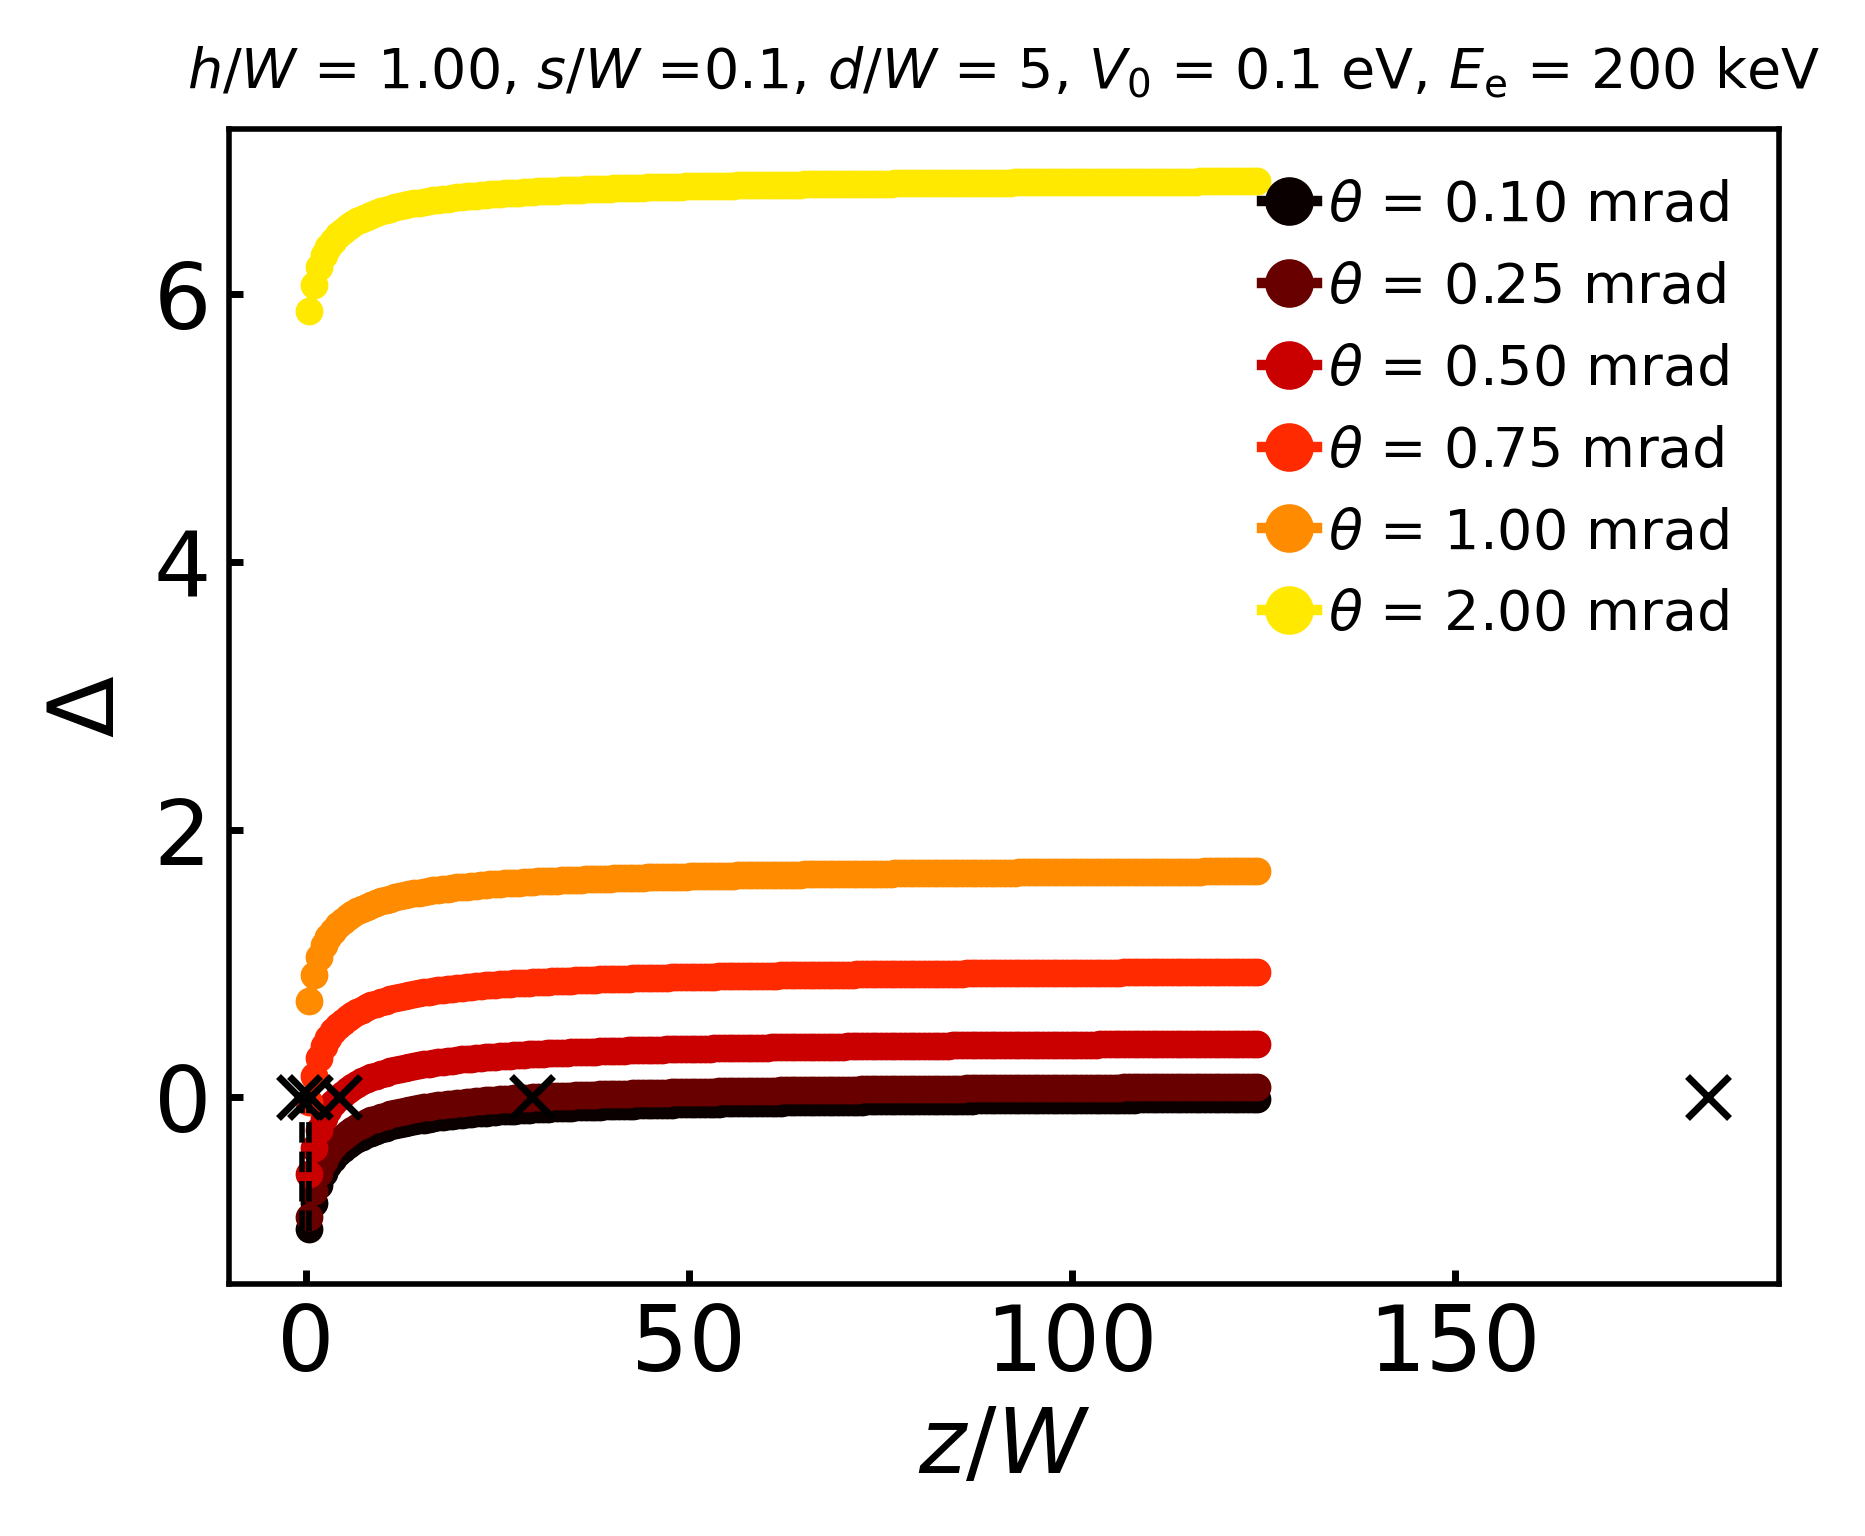 h/W = 1.00, s/W =0.1, d/W = 5, V₀ = 0.1 eV, Eₑ = 200 keV
θ = 0.10 mrad
θ = 0.25 mrad
θ = 0.50 mrad
θ = 0.75 mrad
θ = 1.00 mrad
θ = 2.00 mrad
6
4
2
0
Δ
0 50 100 150
z/W